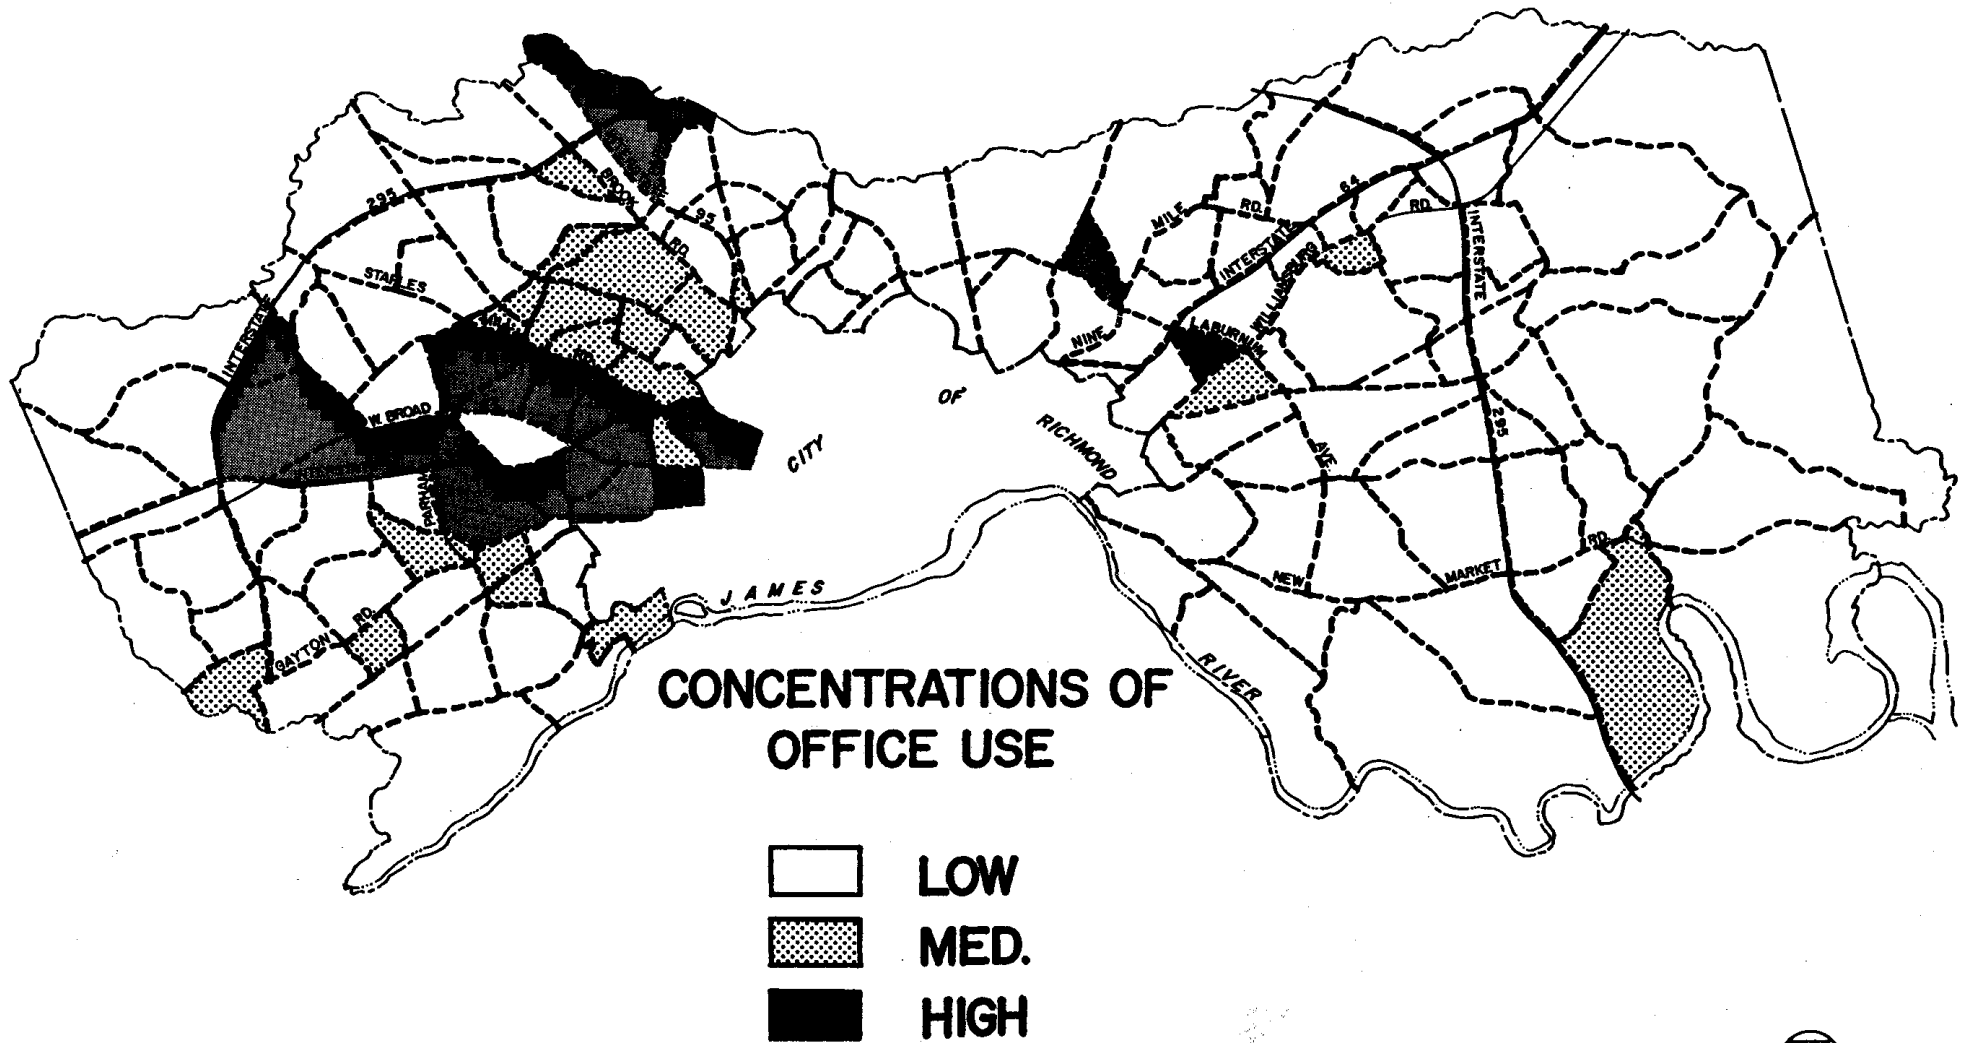 295
BROOK
RD.
95
STAPLES
INTERSTATE
W. BROAD
PARHAM
GAYTON
RD.
CITY
OF
RICHMOND
JAMES
RIVER
NINE
MILE
RD.
INTERSTATE
64
WILLIAMSBURG
RD.
LABURNUM
AVE.
INTERSTATE
295
NEW
MARKET
RD.
CONCENTRATIONS OF
OFFICE USE
LOW
MED.
HIGH